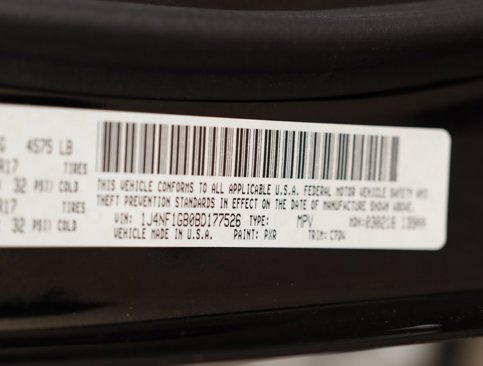 4575 LB
R17 TIRES
32 PSI) COLD
R17 TIRES
32 PSI) COLD
THIS VEHICLE CONFORMS TO ALL APPLICABLE U.S.A. FEDERAL MOTOR VEHICLE SAFETY AND
THEFT PREVENTION STANDARDS IN EFFECT ON THE DATE OF MANUFACTURE SHOWN ABOVE.
VIN: 1J4NF1GB0BD177526 TYPE: MPV
VEHICLE MADE IN U.S.A. PAINT: PXR TRIM: